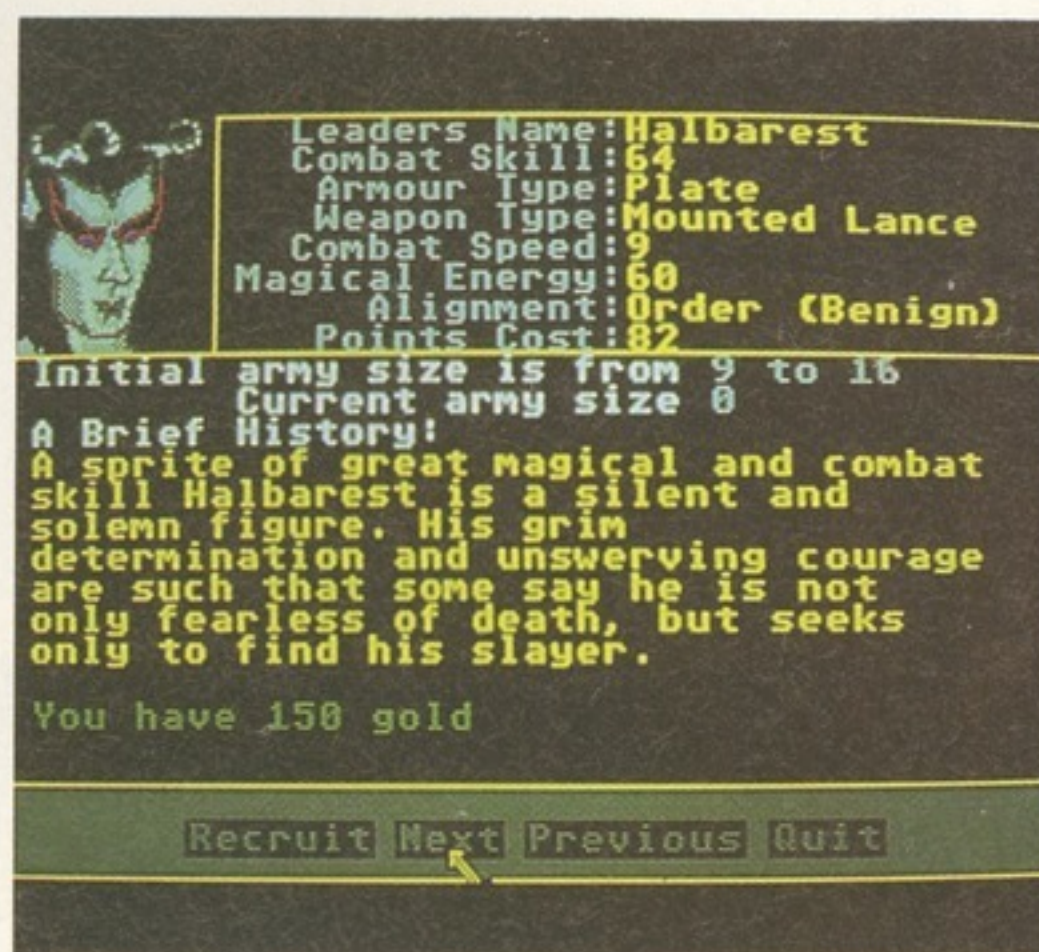 Leaders Name:Halbarest
Combat Skill:64
Armour Type:Plate
Weapon Type:Mounted Lance
Combat Speed:9
Magical Energy:60
Alignment:Order (Benign)
Points Cost:82
Initial army size is from 9 to 16
Current army size 0
A Brief History:
A sprite of great magical and combat
skill Halbarest is a silent and
solemn figure. His grim
determination and unswerving courage
are such that some say he is not
only fearless of death, but seeks
only to find his slayer.
You have 150 gold
Recruit Next Previous Quit